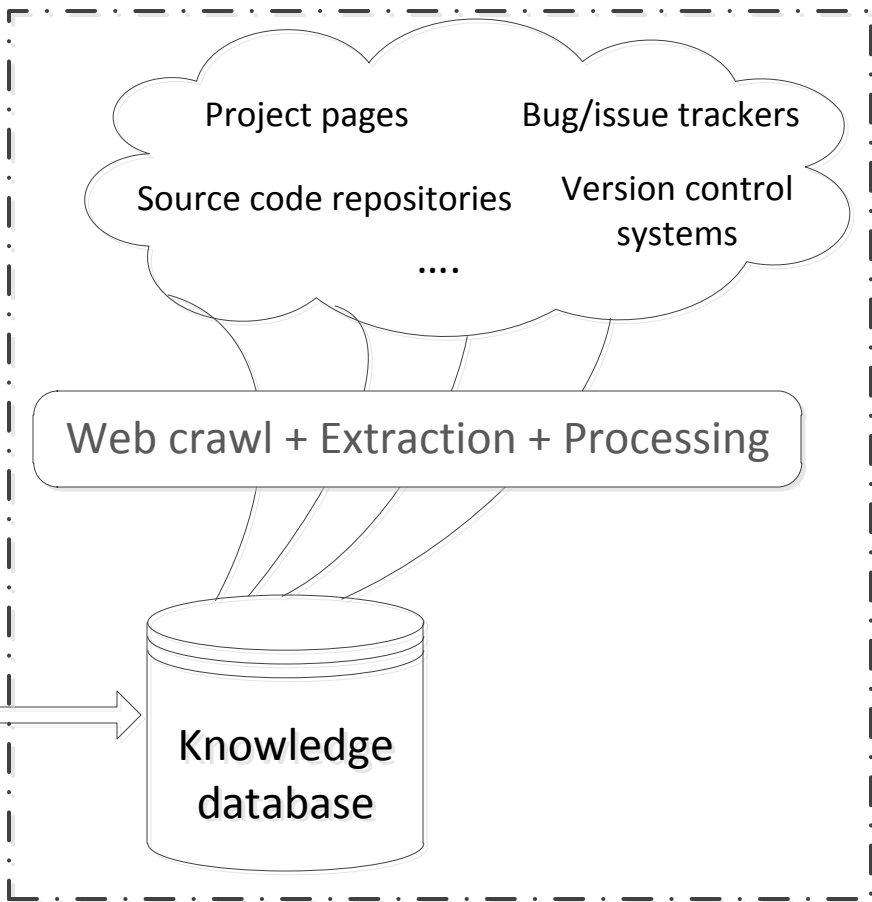 Project pages
Bug/issue trackers
Source code repositories
Version control
systems
....
Web crawl + Extraction + Processing
Knowledge
database